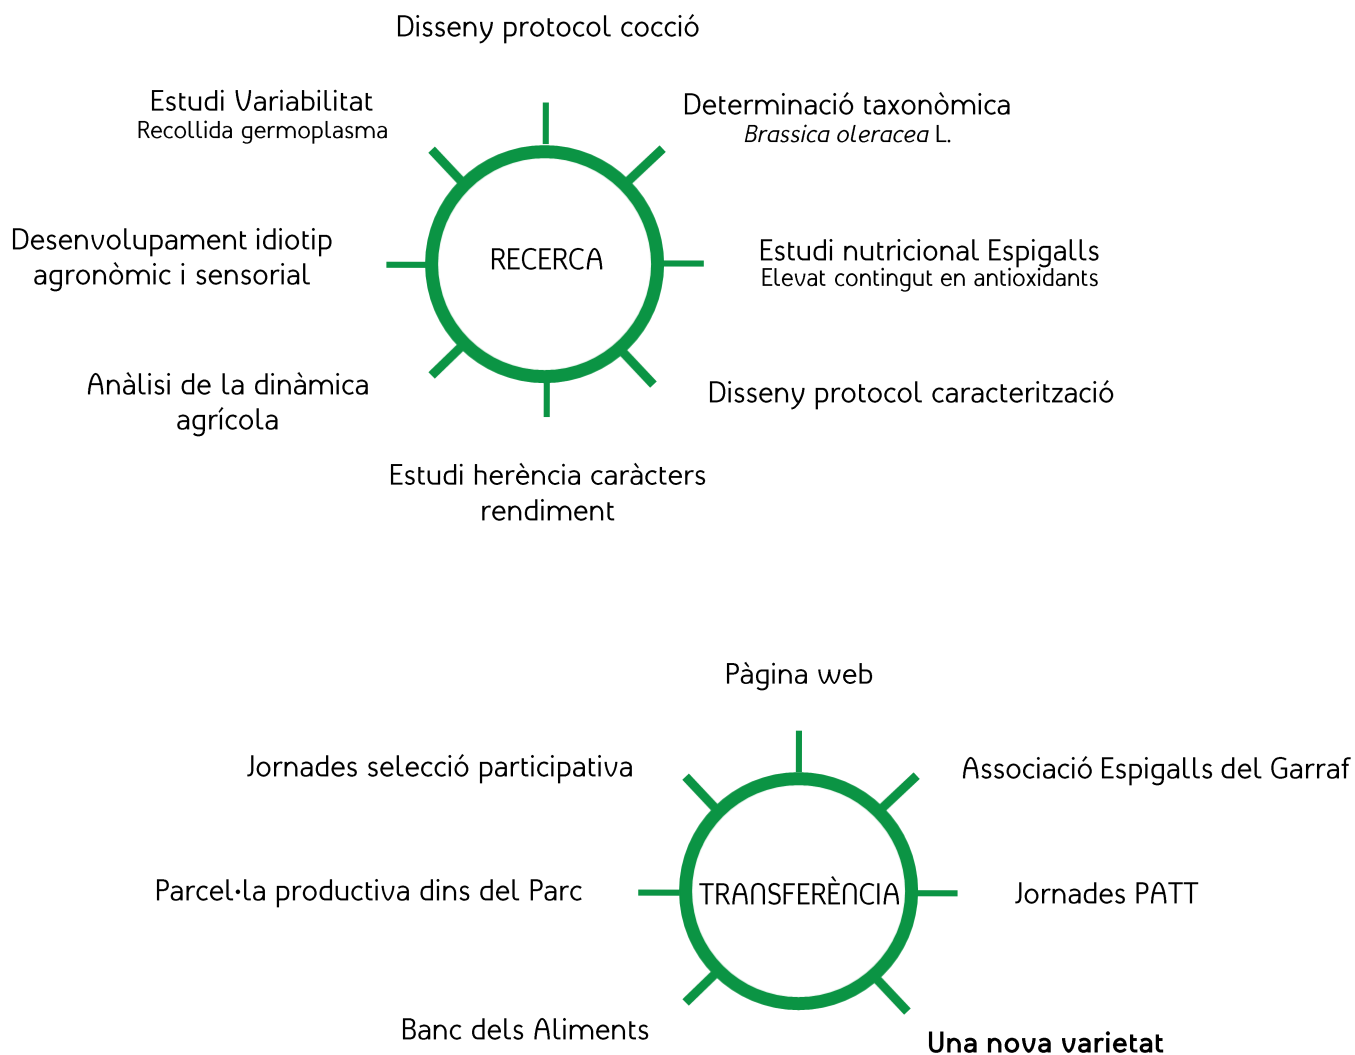 Disseny protocol cocció
Estudi Variabilitat
Recollida germoplasma
Determinació taxonòmica
Brassica oleracea L.
Desenvolupament idiotip
agronòmic i sensorial
RECERCA
Estudi nutricional Espigalls
Elevat contingut en antioxidants
Anàlisi de la dinàmica
agrícola
Disseny protocol caracterització
Estudi herència caràcters
rendiment
Pàgina web
Jornades selecció participativa
Associació Espigalls del Garraf
Parcel·la productiva dins del Parc
TRANSFERÈNCIA
Jornades PATT
Banc dels Aliments
Una nova varietat